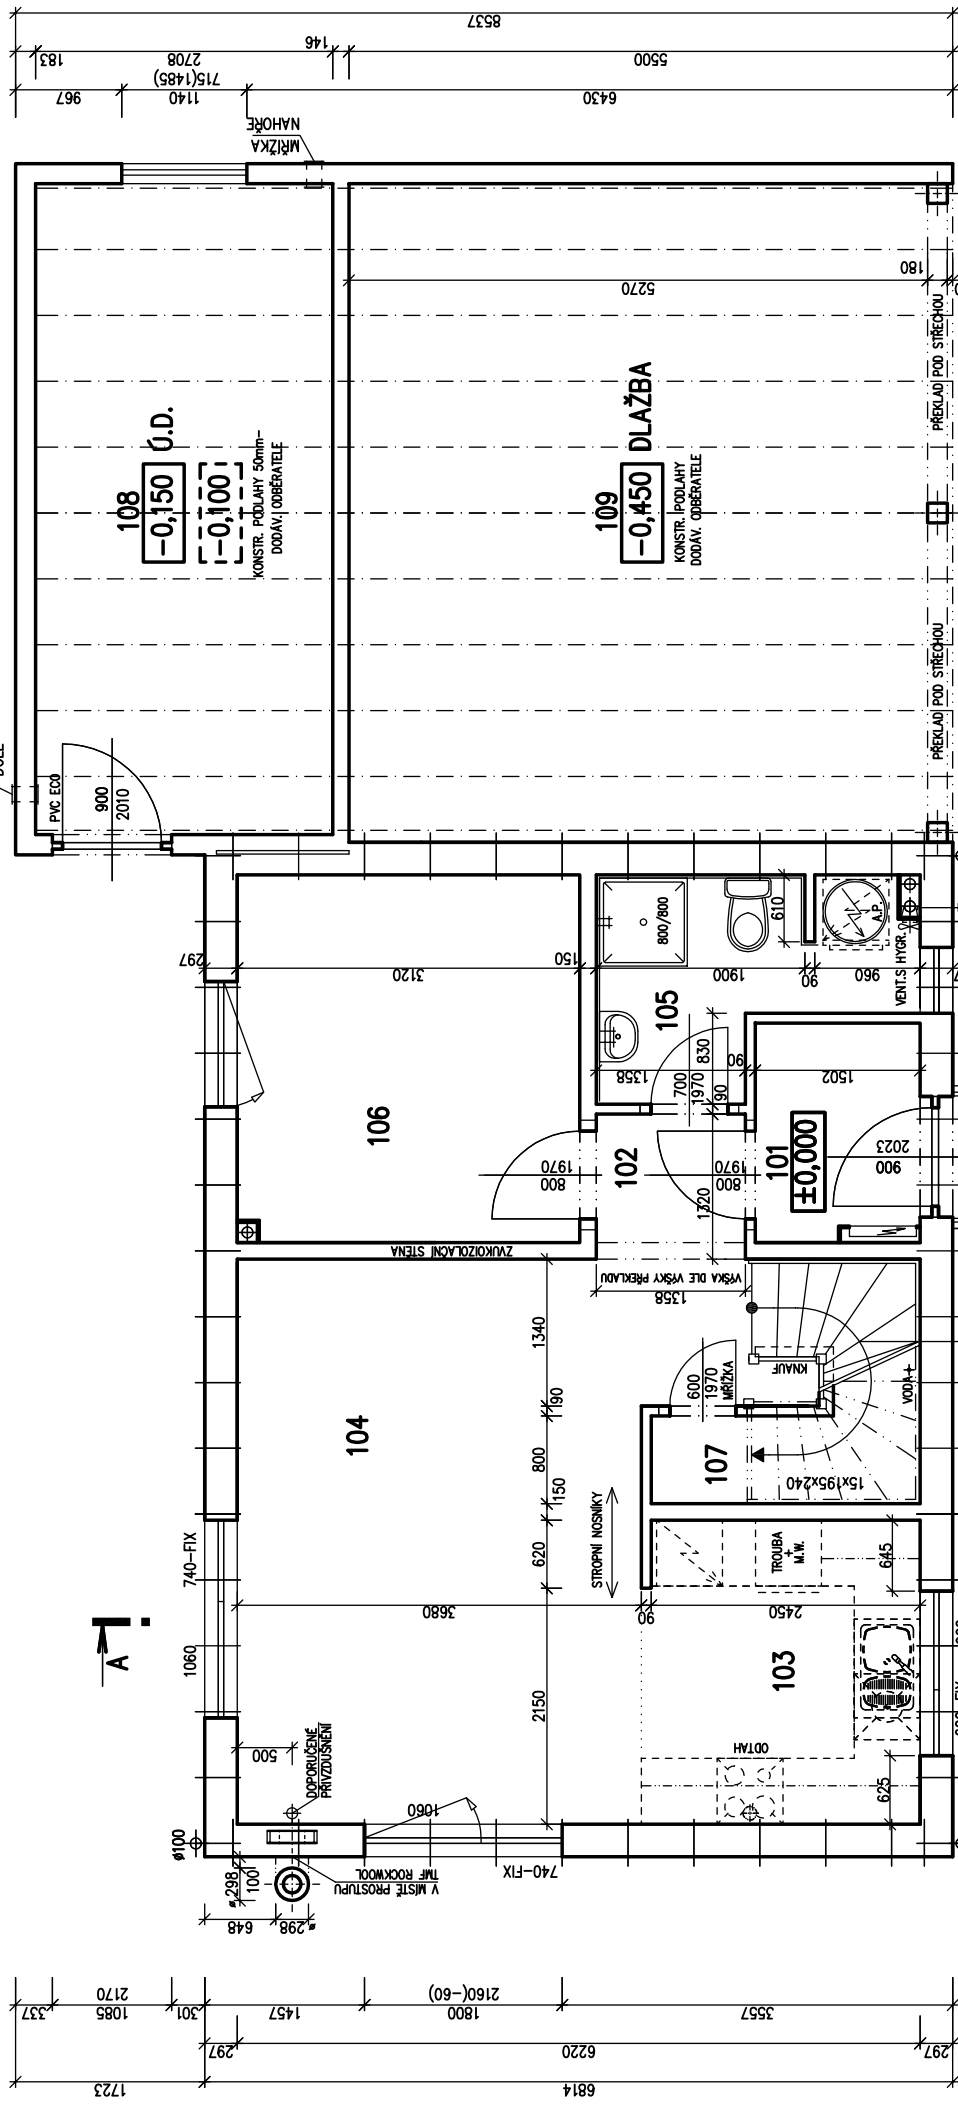 8537
183
2708
146
5500
967
1140
715(1485)
6430
MŘÍŽKA
NAHOŘE
108
-0,150 Ú.D.
-0,100
KONSTR. PODLAHY 50mm-
DODÁV. ODBĚRATELE
5270
180
109
-0,450 DLAŽBA
KONSTR. PODLAHY
DODÁV. ODBĚRATELE
PŘEKLAD POD STŘECHOU
PŘEKLAD POD STŘECHOU
PVC ECO
900
2010
297
3120
150
1900
90
960
610
800/800
A.P.
VENT.S HYGR.
105
106
1358
830
90
700
1970
90
1502
800
1970
102
800
1970
1320
101
±0,000
900
2023
ZVUKOIZOLAČNÍ STĚNA
VÝŠKA DLE VÝŠKY PŘEKLADU
1358
1340
90
800
150
620
2150
104
600
1970
MŘÍŽKA
KNAUF
VODA
107
15x195x240
STROPNÍ NOSNÍKY
TROUBA
+
M.W.
645
3680
90
2450
103
ODTAH
625
740-FIX
1060
A
500
DOPORUČENÉ
PŘIVZDUŠNĚNÍ
1060
740-FIX
ø100
ø298
100
V MÍSTĚ PROSTUPU
TMF ROCKWOOL
648
ø298
337
1085
2170
301
1457
1800
2160(-60)
3557
297
6220
297
1723
6814